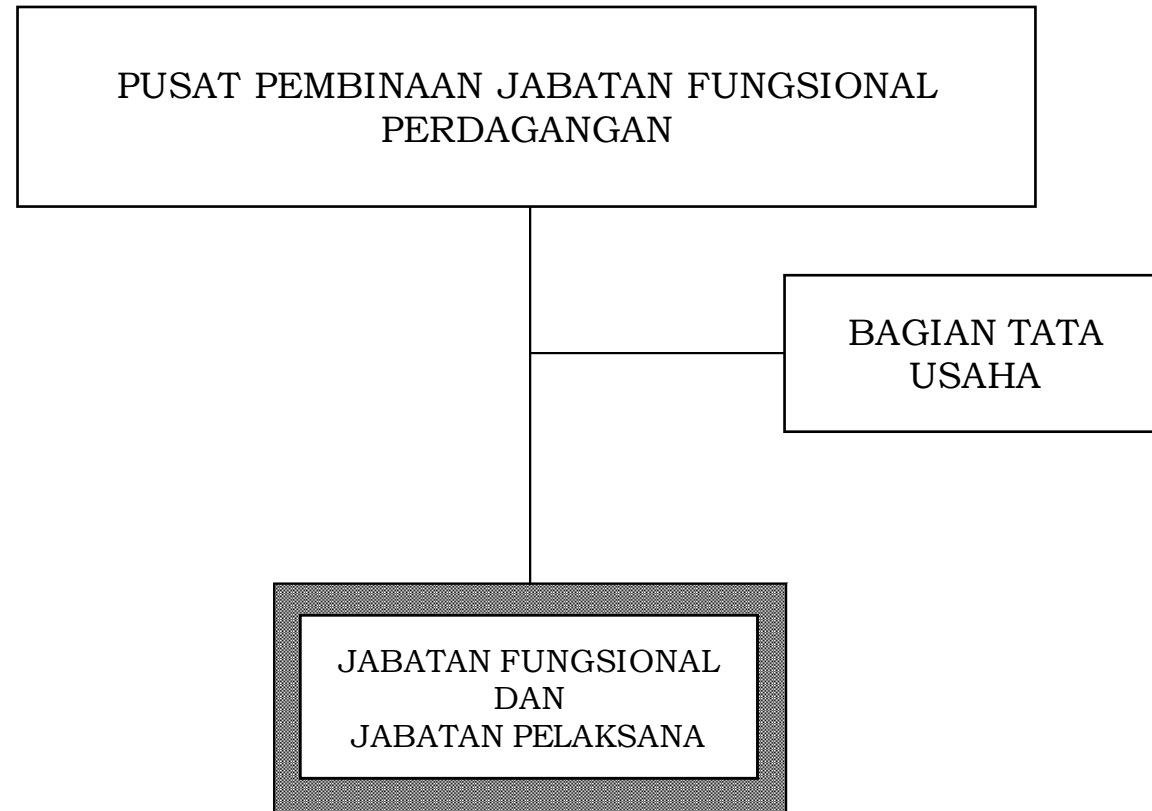 PUSAT PEMBINAAN JABATAN FUNGSIONAL
PERDAGANGAN
BAGIAN TATA
USAHA
JABATAN FUNGSIONAL
DAN
JABATAN PELAKSANA